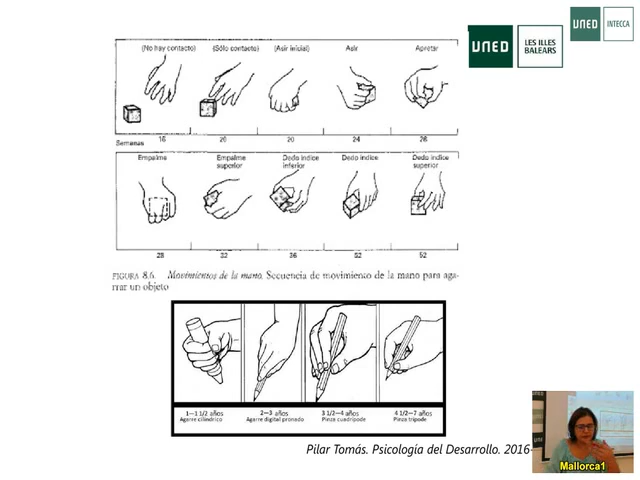 UNED
INTECCA
UNED
LES ILLES
BALEARS
(No hay contacto)
(Sólo contacto)
(Asir inicial)
Asir
Apretar
Semanas
16
20
20
24
28
Empalme
Empalme
superior
Dedo índice
inferior
Dedo índice
Dedo índice
superior
28
32
36
52
52
FIGURA 8.6. Movimientos de la mano. Secuencia de movimiento de la mano para aga-
rrar un objeto
1—1 1/2 años
Agarre cilíndrico
2—3 años
Agarre digital pronado
3 1/2—4 años
Pinza cuadrípode
4 1/2—7 años
Pinza trípode
Pilar Tomás. Psicología del Desarrollo. 2016-
Mallorca1